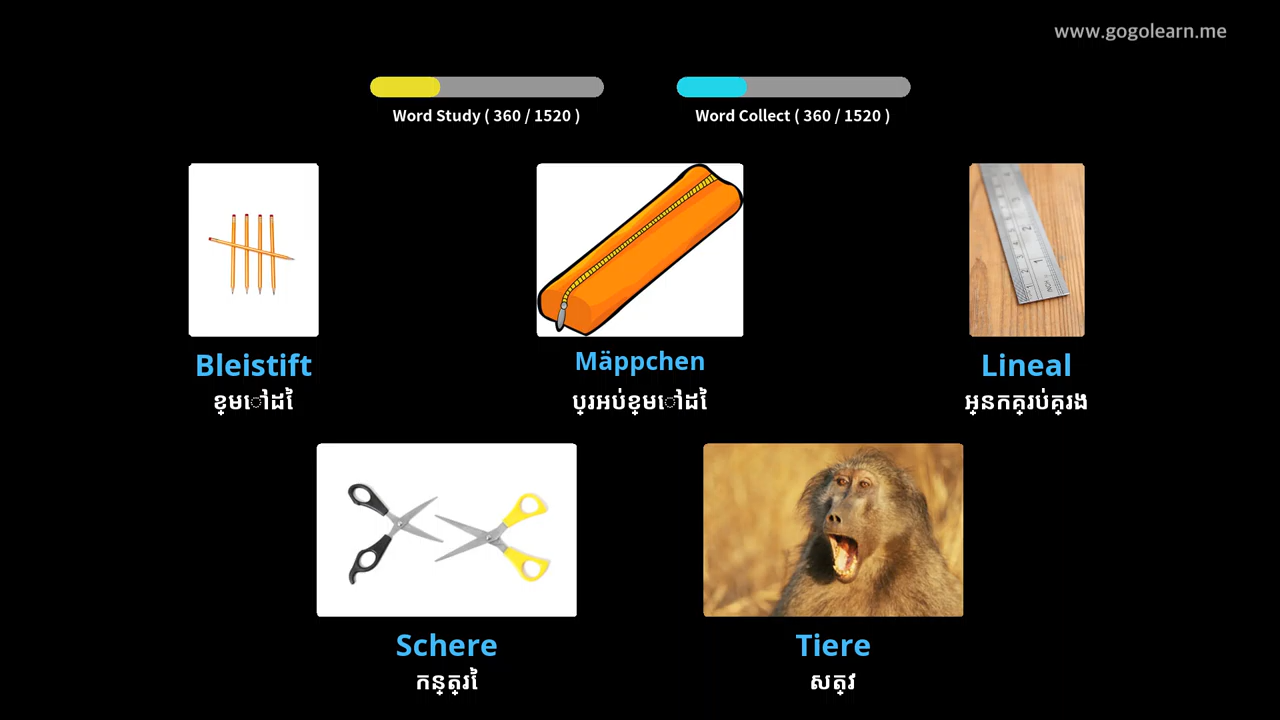 www.gogolearn.me
Word Study ( 360 / 1520 )
Word Collect ( 360 / 1520 )
Bleistift
ខ្មៅដៃ
Mäppchen
ប្រអប់ខ្មៅដៃ
Lineal
អ្នកគ្រប់គ្រង
Schere
កន្ត្រៃ
Tiere
សត្វ